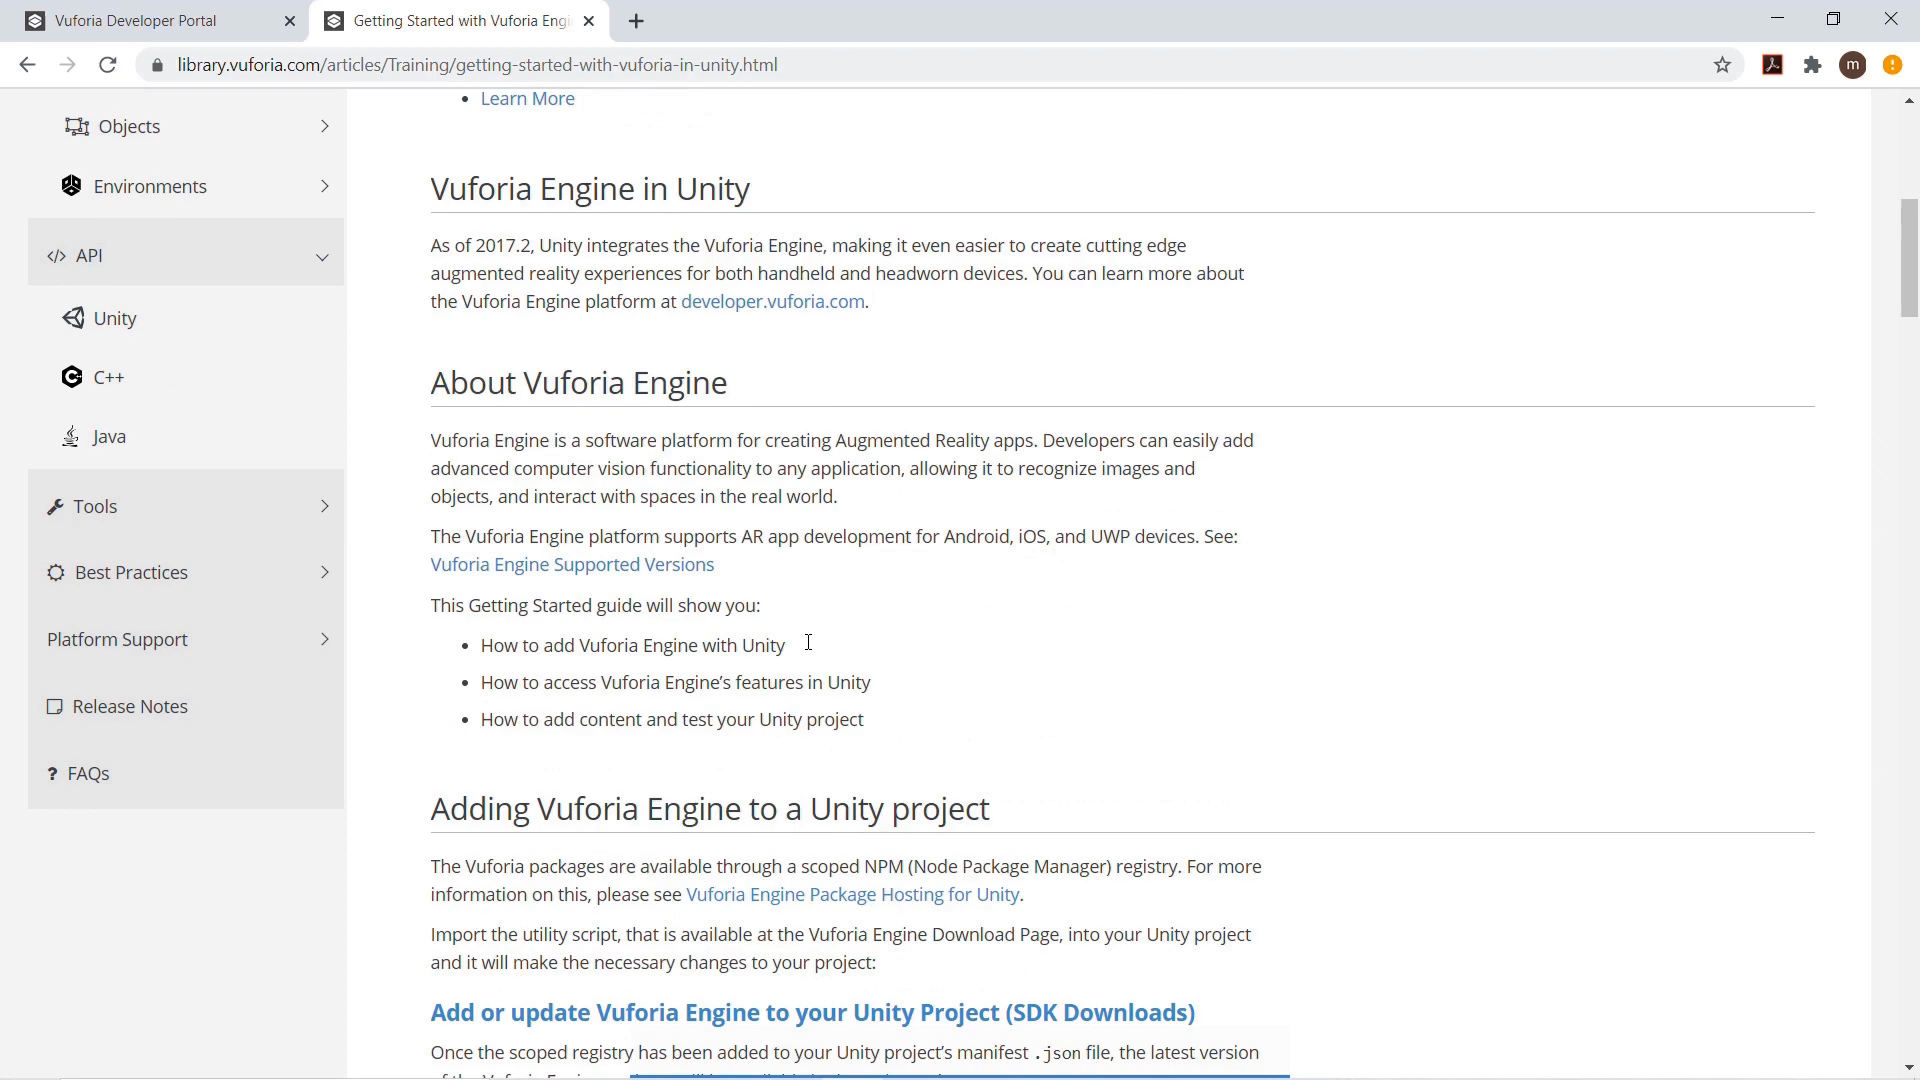 Vuforia Developer Portal
Getting Started with Vuforia Engi
library.vuforia.com/articles/Training/getting-started-with-vuforia-in-unity.html
m
Objects
Environments
API
Unity
C++
Java
Tools
Best Practices
Platform Support
Release Notes
? FAQs
Learn More
Vuforia Engine in Unity
As of 2017.2, Unity integrates the Vuforia Engine, making it even easier to create cutting edge
augmented reality experiences for both handheld and headworn devices. You can learn more about
the Vuforia Engine platform at developer.vuforia.com.
About Vuforia Engine
Vuforia Engine is a software platform for creating Augmented Reality apps. Developers can easily add
advanced computer vision functionality to any application, allowing it to recognize images and
objects, and interact with spaces in the real world.
The Vuforia Engine platform supports AR app development for Android, iOS, and UWP devices. See:
Vuforia Engine Supported Versions
This Getting Started guide will show you:
• How to add Vuforia Engine with Unity
• How to access Vuforia Engine’s features in Unity
• How to add content and test your Unity project
Adding Vuforia Engine to a Unity project
The Vuforia packages are available through a scoped NPM (Node Package Manager) registry. For more
information on this, please see Vuforia Engine Package Hosting for Unity.
Import the utility script, that is available at the Vuforia Engine Download Page, into your Unity project
and it will make the necessary changes to your project:
Add or update Vuforia Engine to your Unity Project (SDK Downloads)
Once the scoped registry has been added to your Unity project’s manifest .json file, the latest version